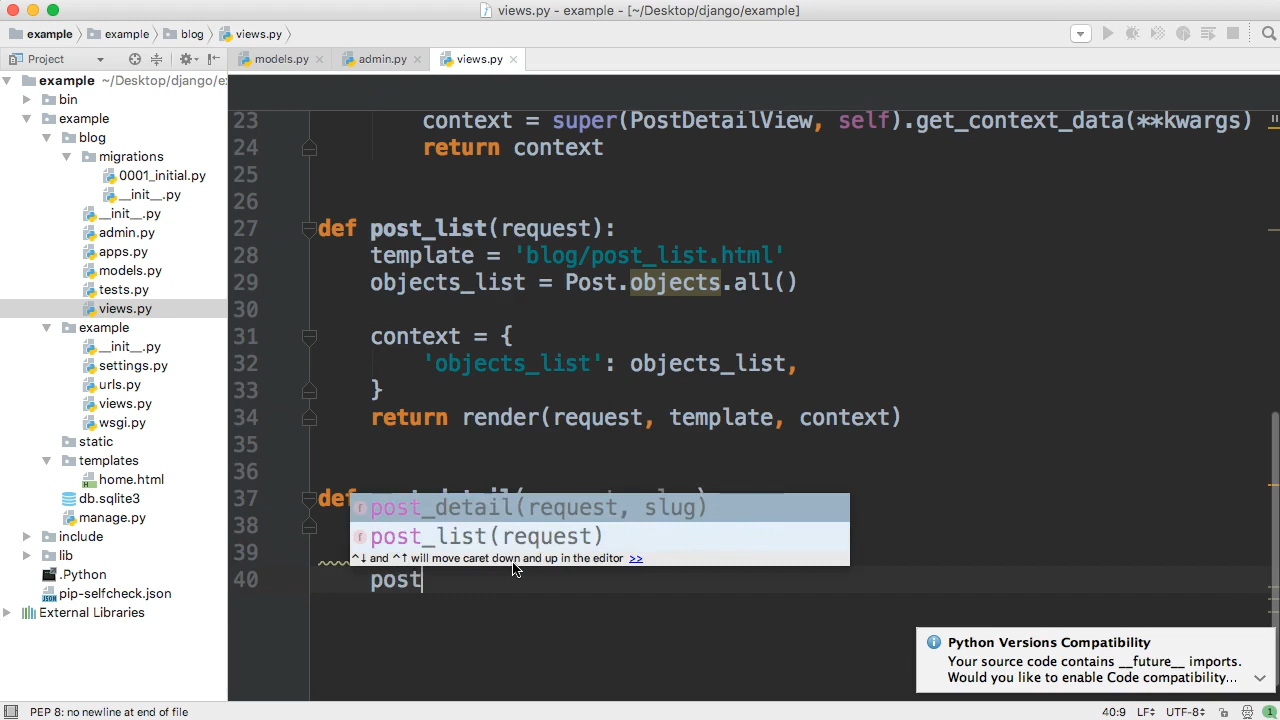 views.py - example - [~/Desktop/django/example]
example example blog views.py
Project
models.py admin.py views.py
example ~/Desktop/django/e
bin
example
blog
migrations
0001_initial.py
__init__.py
__init__.py
admin.py
apps.py
models.py
tests.py
views.py
example
__init__.py
settings.py
urls.py
views.py
wsgi.py
static
templates
home.html
db.sqlite3
manage.py
include
lib
.Python
pip-selfcheck.json
External Libraries
23 context = super(PostDetailView, self).get_context_data(**kwargs)
24 return context
25
26
27 def post_list(request):
28 template = 'blog/post_list.html'
29 objects_list = Post.objects.all()
30
31 context = {
32 'objects_list': objects_list,
33 }
34 return render(request, template, context)
35
36
37 def
38
39
40 post
post_detail(request, slug)
post_list(request)
^↓ and ^↑ will move caret down and up in the editor >>
Python Versions Compatibility
Your source code contains __future__ imports.
Would you like to enable Code compatibility...
PEP 8: no newline at end of file
40:9 LF UTF-8 1